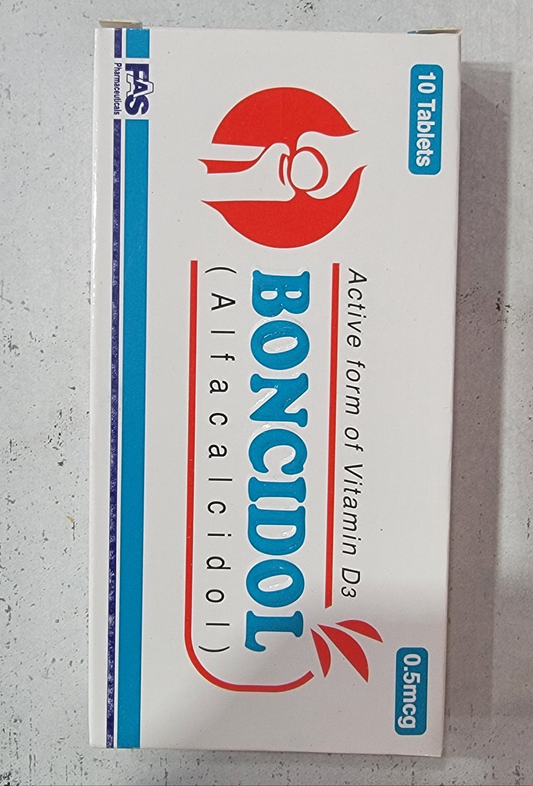 10 Tablets
Active form of Vitamin D3
BONCIDOL
(Alfacalcidol)
0.5mcg
FAS
Pharmaceuticals